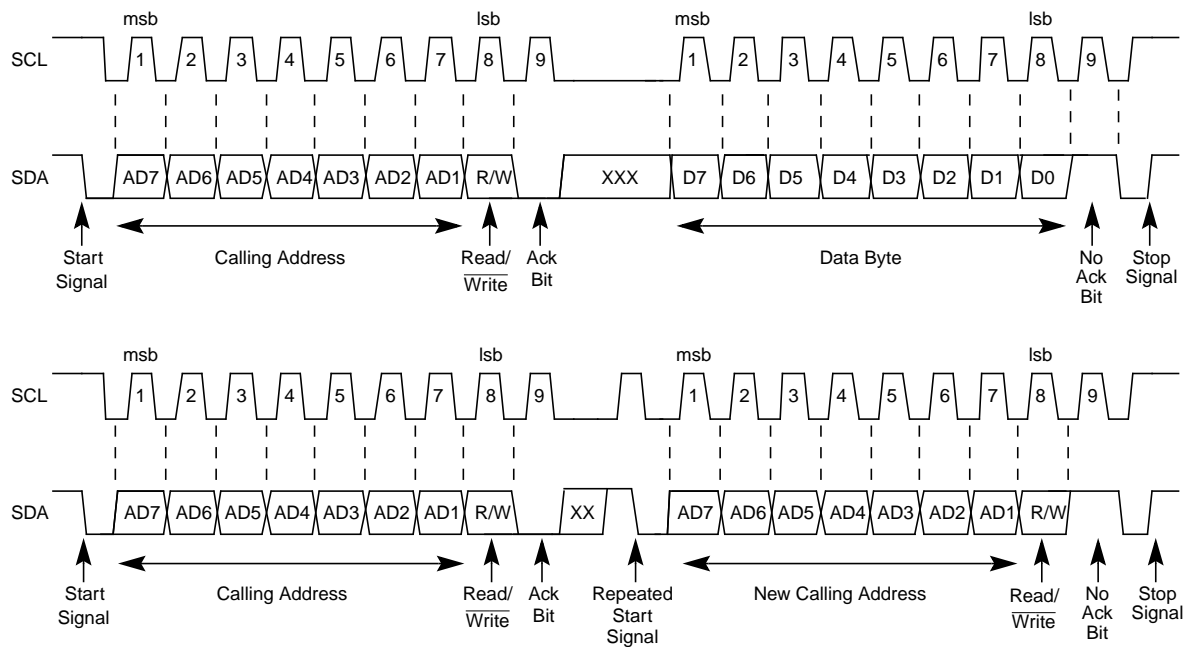 msb lsb msb lsb
SCL 1 2 3 4 5 6 7 8 9 1 2 3 4 5 6 7 8 9
SDA AD7 AD6 AD5 AD4 AD3 AD2 AD1 R/W XXX D7 D6 D5 D4 D3 D2 D1 D0
Start
Signal
Calling Address
Read/
Write
Ack
Bit
Data Byte
No
Ack
Bit
Stop
Signal
msb lsb msb lsb
SCL 1 2 3 4 5 6 7 8 9 1 2 3 4 5 6 7 8 9
SDA AD7 AD6 AD5 AD4 AD3 AD2 AD1 R/W XX AD7 AD6 AD5 AD4 AD3 AD2 AD1 R/W
Start
Signal
Calling Address
Read/
Write
Ack
Bit
Repeated
Start
Signal
New Calling Address
Read/
Write
No
Ack
Bit
Stop
Signal